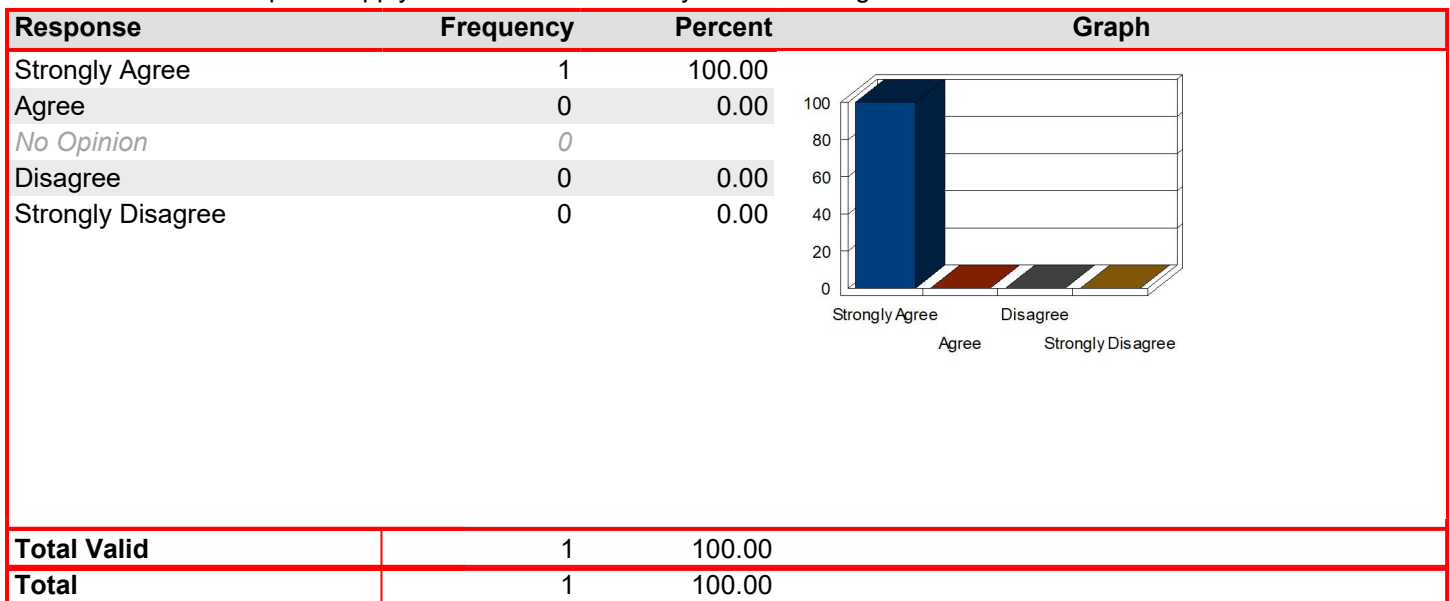 Response Frequency Percent Graph
Strongly Agree 1 100.00
Agree 0 0.00
No Opinion 0
Disagree 0 0.00
Strongly Disagree 0 0.00
100
80
60
40
20
0
Strongly Agree Disagree
Agree Strongly Disagree
Total Valid 1 100.00
Total 1 100.00